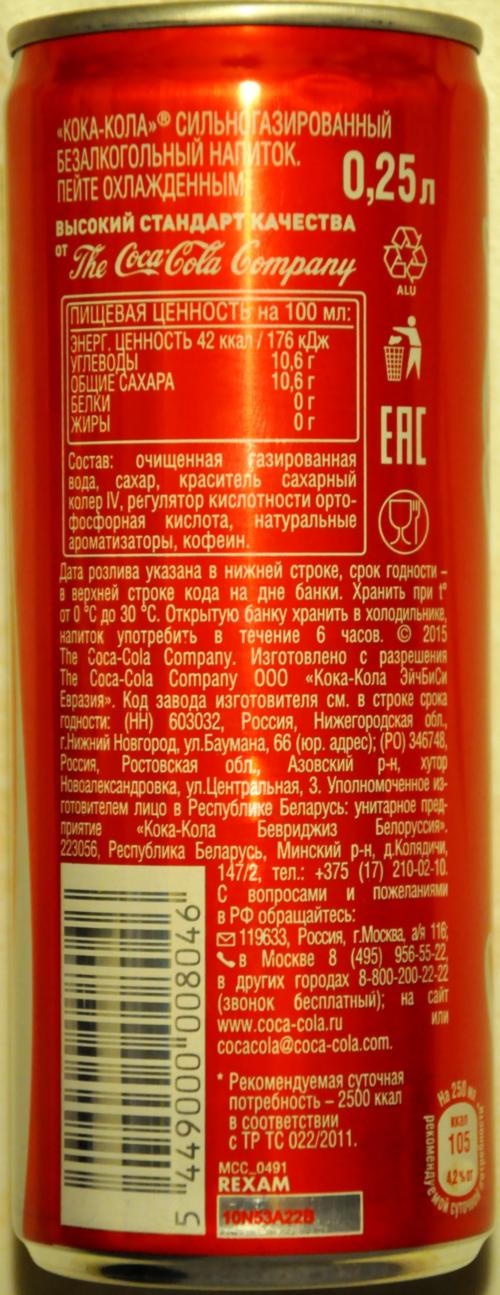 «КОКА-КОЛА»® СИЛЬНОГАЗИРОВАННЫЙ
БЕЗАЛКОГОЛЬНЫЙ НАПИТОК.
ПЕЙТЕ ОХЛАЖДЕННЫМ
0,25 л
ВЫСОКИЙ СТАНДАРТ КАЧЕСТВА
от The Coca-Cola Company
ALU
ПИЩЕВАЯ ЦЕННОСТЬ на 100 мл:
ЭНЕРГ. ЦЕННОСТЬ 42 ккал / 176 кДж
УГЛЕВОДЫ 10,6 г
ОБЩИЕ САХАРА 10,6 г
БЕЛКИ 0 г
ЖИРЫ 0 г
EAC
Состав: очищенная газированная
вода, сахар, краситель сахарный
колер IV, регулятор кислотности орто-
фосфорная кислота, натуральные
ароматизаторы, кофеин.
Дата розлива указана в нижней строке, срок годности –
в верхней строке кода на дне банки. Хранить при t°
от 0 °C до 30 °C. Открытую банку хранить в холодильнике,
напиток употребить в течение 6 часов. © 2015
The Coca-Cola Company. Изготовлено с разрешения
The Coca-Cola Company ООО «Кока-Кола ЭйчБиСи
Евразия». Код завода изготовителя см. в строке срока
годности: (НН) 603032, Россия, Нижегородская обл.,
г.Нижний Новгород, ул.Баумана, 66 (юр. адрес); (РО) 346748,
Россия, Ростовская обл., Азовский р-н, хутор
Новоалександровка, ул.Центральная, 3. Уполномоченное из-
готовителем лицо в Республике Беларусь: унитарное пред-
приятие «Кока-Кола Бевриджиз Белоруссия».
223056, Республика Беларусь, Минский р-н, д.Колядичи,
147/2, тел.: +375 (17) 210-02-10.
С вопросами и пожеланиями
в РФ обращайтесь:
119633, Россия, г.Москва, а/я 116;
в Москве 8 (495) 956-55-22,
в других городах 8-800-200-22-22
(звонок бесплатный); на сайт
www.coca-cola.ru или
cocacola@coca-cola.com.
* Рекомендуемая суточная
потребность – 2500 ккал
в соответствии
с ТР ТС 022/2011.
MCC_0491
REXAM
10N53A22B
5 449000 008046
На 250 мл
ккал
105
4,2% от
рекомендуемой суточной потребности*